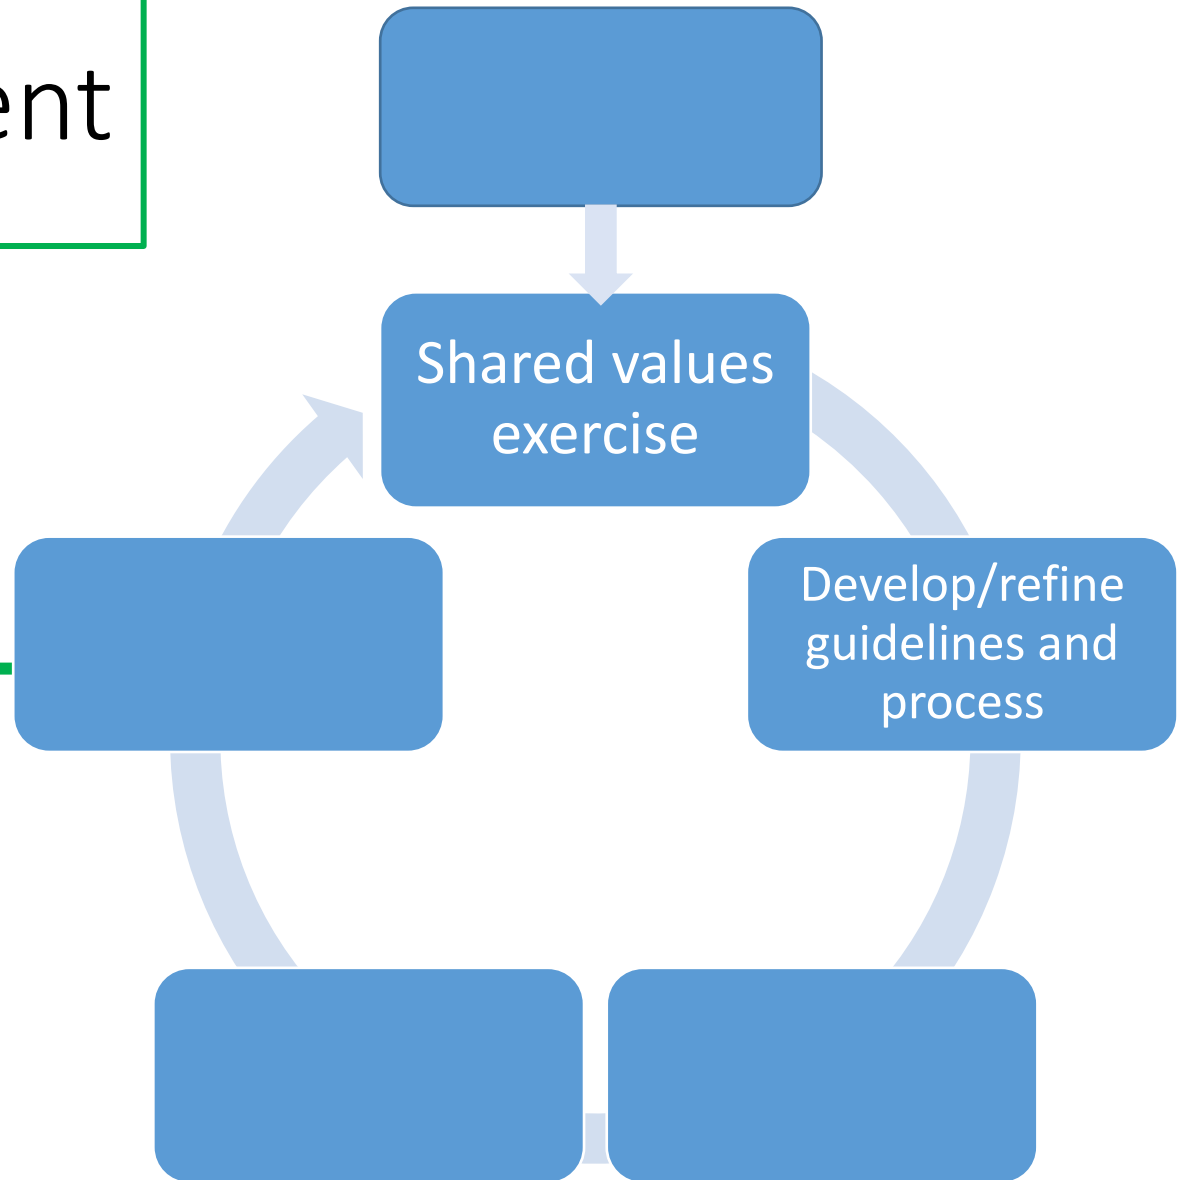 ent
Shared values
exercise
Develop/refine
guidelines and
process